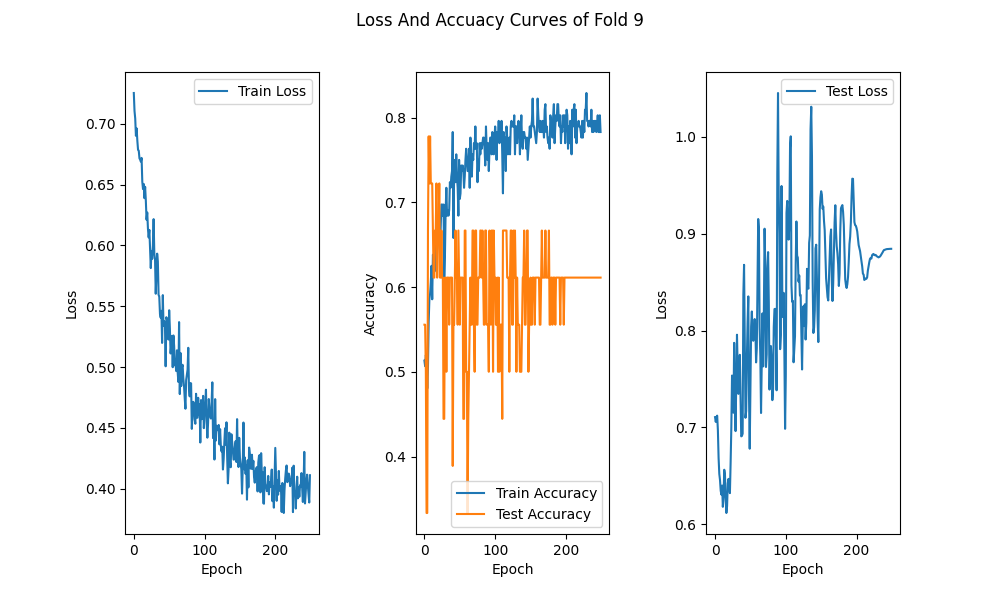 Loss And Accuacy Curves of Fold 9
Train Loss
Loss
0.70
0.65
0.60
0.55
0.50
0.45
0.40
0
100
200
Epoch
Accuracy
0.8
0.7
0.6
0.5
0.4
Train Accuracy
Test Accuracy
0
100
200
Epoch
Test Loss
Loss
1.0
0.9
0.8
0.7
0.6
0
100
200
Epoch